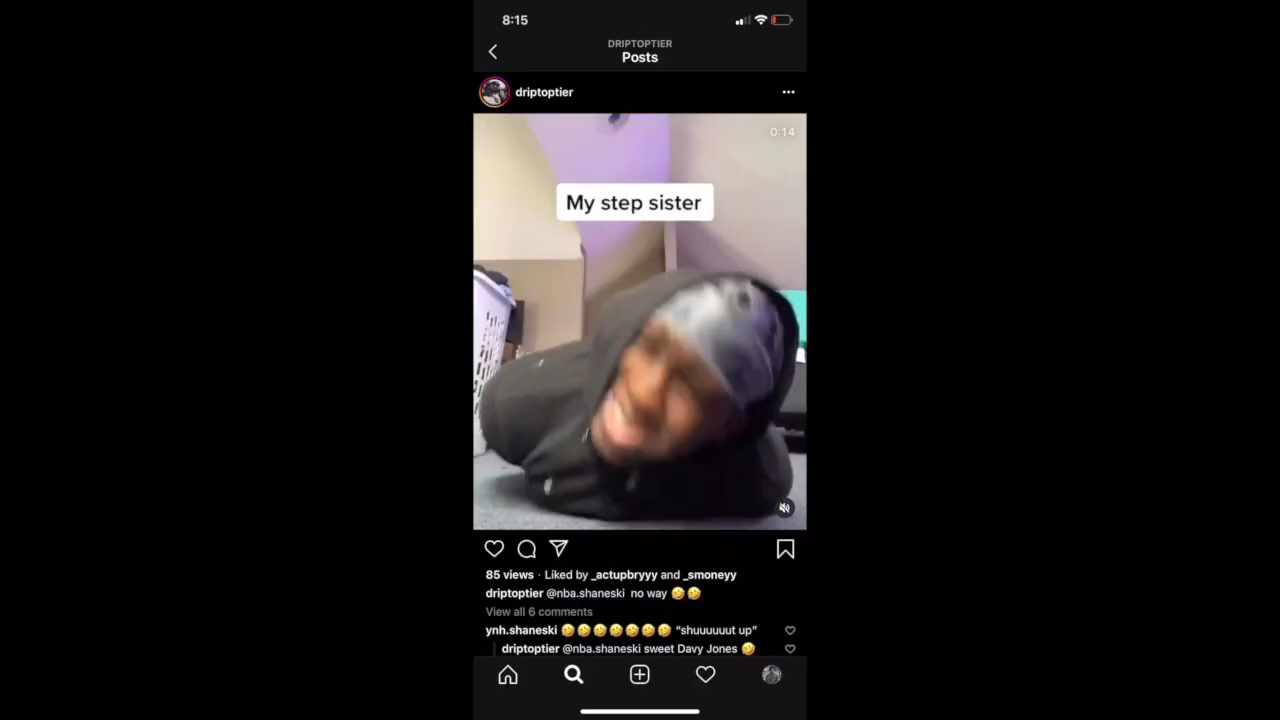 8:15
DRIPTOPTIER
Posts
driptoptier
0:14
My step sister
85 views · Liked by _actupbryyy and _smoneyy
driptoptier @nba.shaneski no way 🤣🤣
View all 6 comments
ynh.shaneski 🤣🤣🤣🤣🤣🤣🤣 “shuuuuuut up”
driptoptier @nba.shaneski sweet Davy Jones 🤣